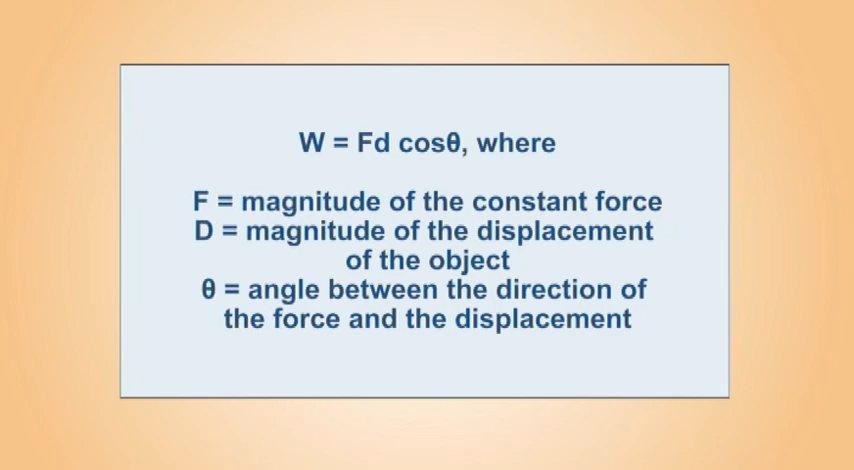 W = Fd cosθ, where
F = magnitude of the constant force
D = magnitude of the displacement
of the object
θ = angle between the direction of
the force and the displacement